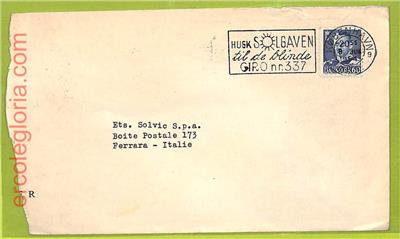 HUSK SOLGAVEN
til de blinde
GIRO nr. 337
Ets. Solvic S.p.a.
Boite Postale 173
Ferrara - Italie
R
ercolegloria.com